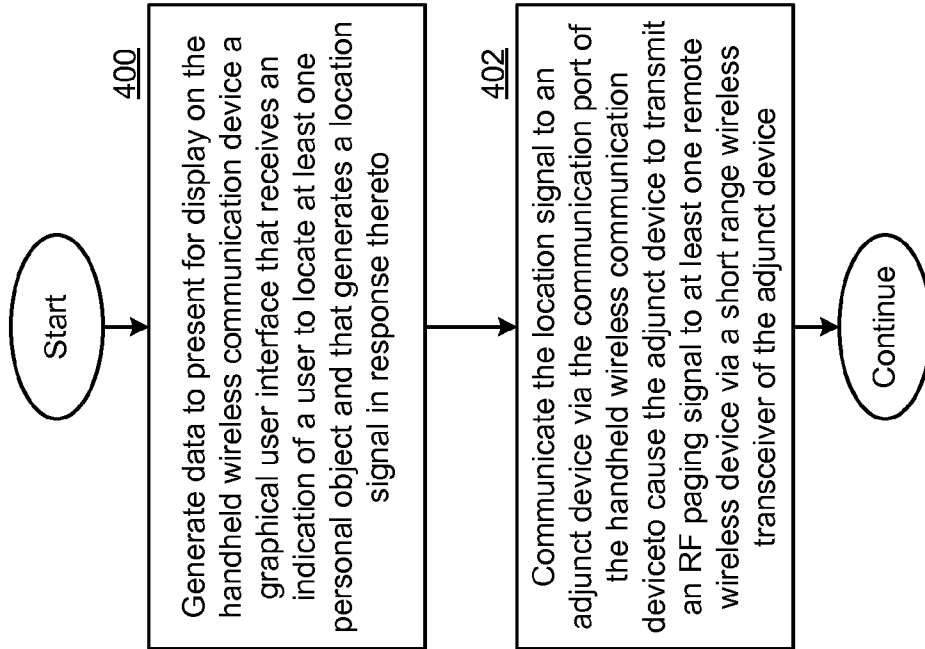 Start
400
Generate data to present for display on the
handheld wireless communication device a
graphical user interface that receives an
indication of a user to locate at least one
personal object and that generates a location
signal in response thereto
402
Communicate the location signal to an
adjunct device via the communication port of
the handheld wireless communication
deviceto cause the adjunct device to transmit
an RF paging signal to at least one remote
wireless device via a short range wireless
transceiver of the adjunct device
Continue